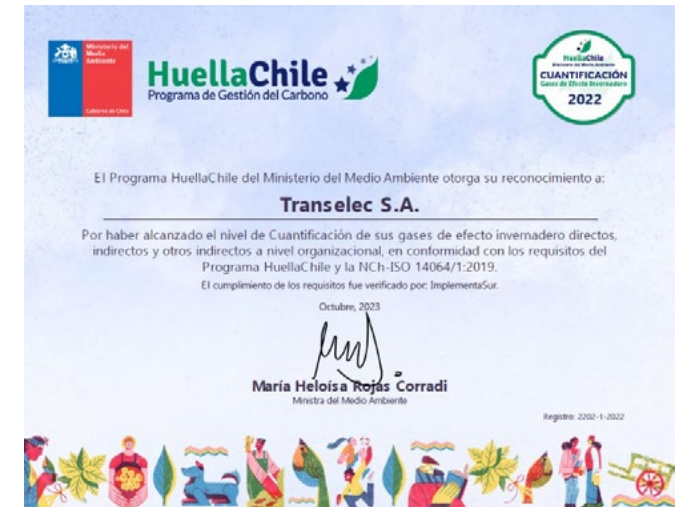 Ministerio del
Medio
Ambiente
Gobierno de Chile
HuellaChile
Programa de Gestión del Carbono
HuellaChile
Ministerio del Medio Ambiente
CUANTIFICACIÓN
Gases de Efecto Invernadero
2022
El Programa HuellaChile del Ministerio del Medio Ambiente otorga su reconocimiento a:
Transelec S.A.
Por haber alcanzado el nivel de Cuantificación de sus gases de efecto invernadero directos,
indirectos y otros indirectos a nivel organizacional, en conformidad con los requisitos del
Programa HuellaChile y la NCh-ISO 14064/1:2019.
El cumplimiento de los requisitos fue verificado por: ImplementaSur.
Octubre, 2023
María Heloísa Rojas Corradi
Ministra del Medio Ambiente
Registro: 2202-1-2022